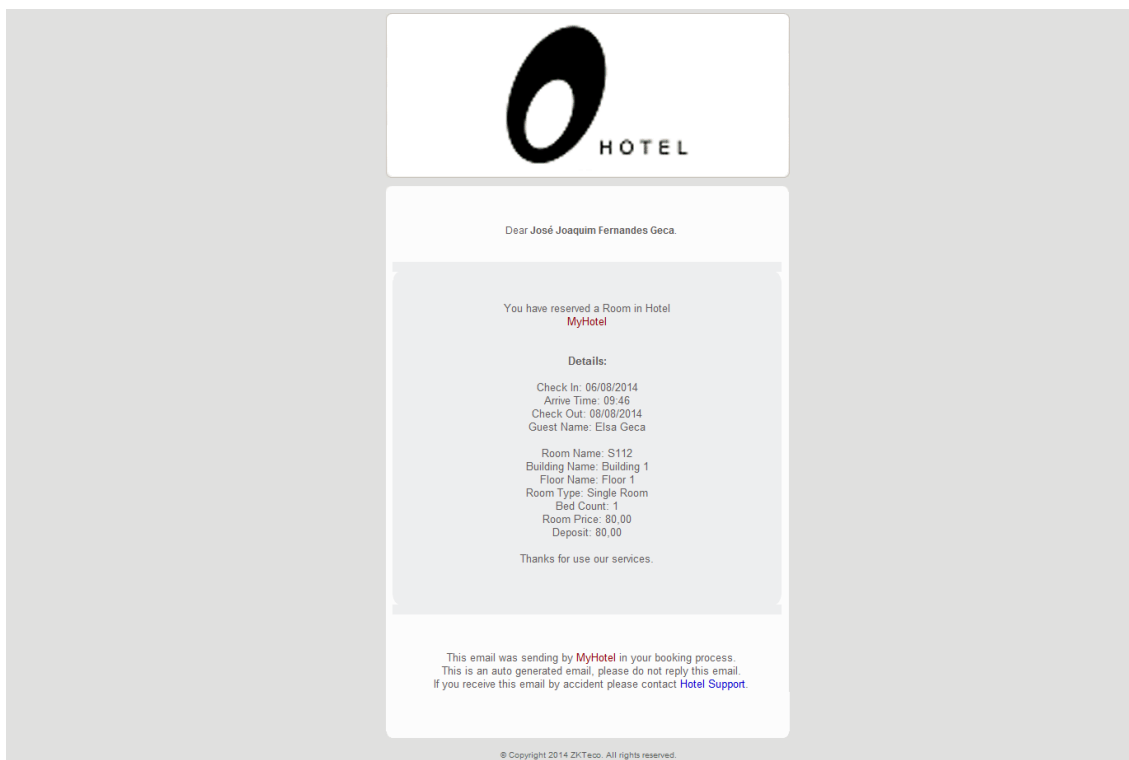 HOTEL
Dear José Joaquim Fernandes Geca.
You have reserved a Room in Hotel
MyHotel
Details:
Check In: 06/08/2014
Arrive Time: 09:46
Check Out: 08/08/2014
Guest Name: Elsa Geca
Room Name: S112
Building Name: Building 1
Floor Name: Floor 1
Room Type: Single Room
Bed Count: 1
Room Price: 80,00
Deposit: 80,00
Thanks for use our services.
This email was sending by MyHotel in your booking process.
This is an auto generated email, please do not reply this email.
If you receive this email by accident please contact Hotel Support.
© Copyright 2014 ZKTeco. All rights reserved.